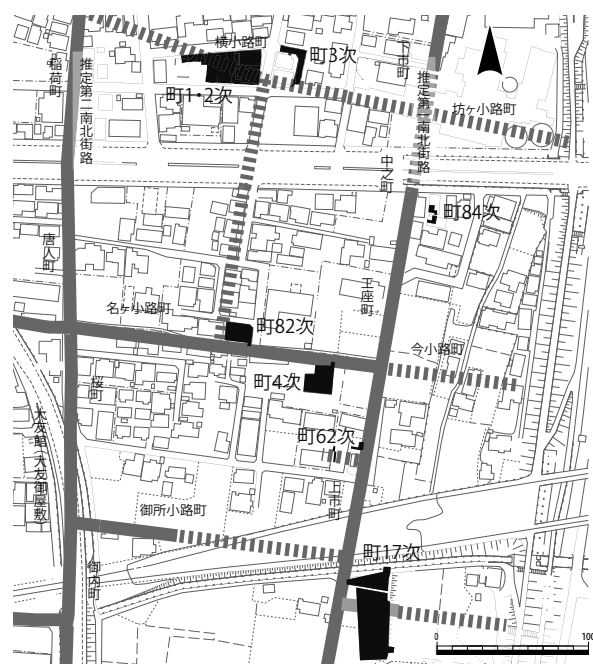 横小路町
町3次
下市町
稲荷町
推定第二南北街路
町1・2次
推定第一南北街路
坊ヶ小路町
中之町
町84次
唐人町
工座町
名ヶ小路町
町82次
今小路町
桜町
町4次
大友館(大友御屋敷)
町62次
上市町
御所小路町
町17次
御内町
0
100